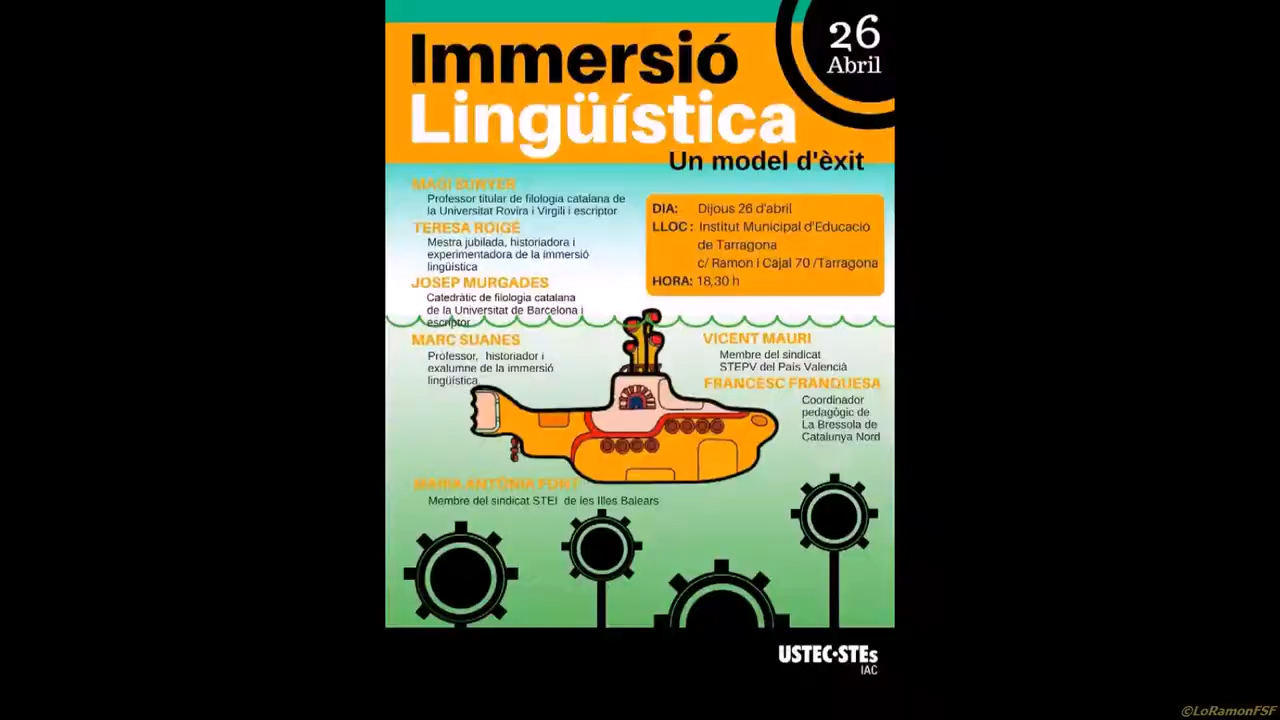 26
Abril
Immersió
Lingüística
Un model d'èxit
MAGÍ SUNYER
Professor titular de filologia catalana de
la Universitat Rovira i Virgili i escriptor
TERESA ROIGÉ
Mestra jubilada, historiadora i
experimentadora de la immersió
lingüística
JOSEP MURGADES
Catedràtic de filologia catalana
de la Universitat de Barcelona i
escriptor
MARC SUANES
Professor, historiador i
exalumne de la immersió
lingüística
DIA: Dijous 26 d'abril
LLOC: Institut Municipal d'Educació
de Tarragona
c/ Ramon i Cajal 70 /Tarragona
HORA: 18,30 h
VICENT MAURI
Membre del sindicat
STEPV del País Valencià
FRANCESC FRANQUESA
Coordinador
pedagògic de
La Bressola de
Catalunya Nord
MARIA ANTÒNIA FONT
Membre del sindicat STEI de les Illes Balears
USTEC·STEs
IAC
©LoRamonFSF